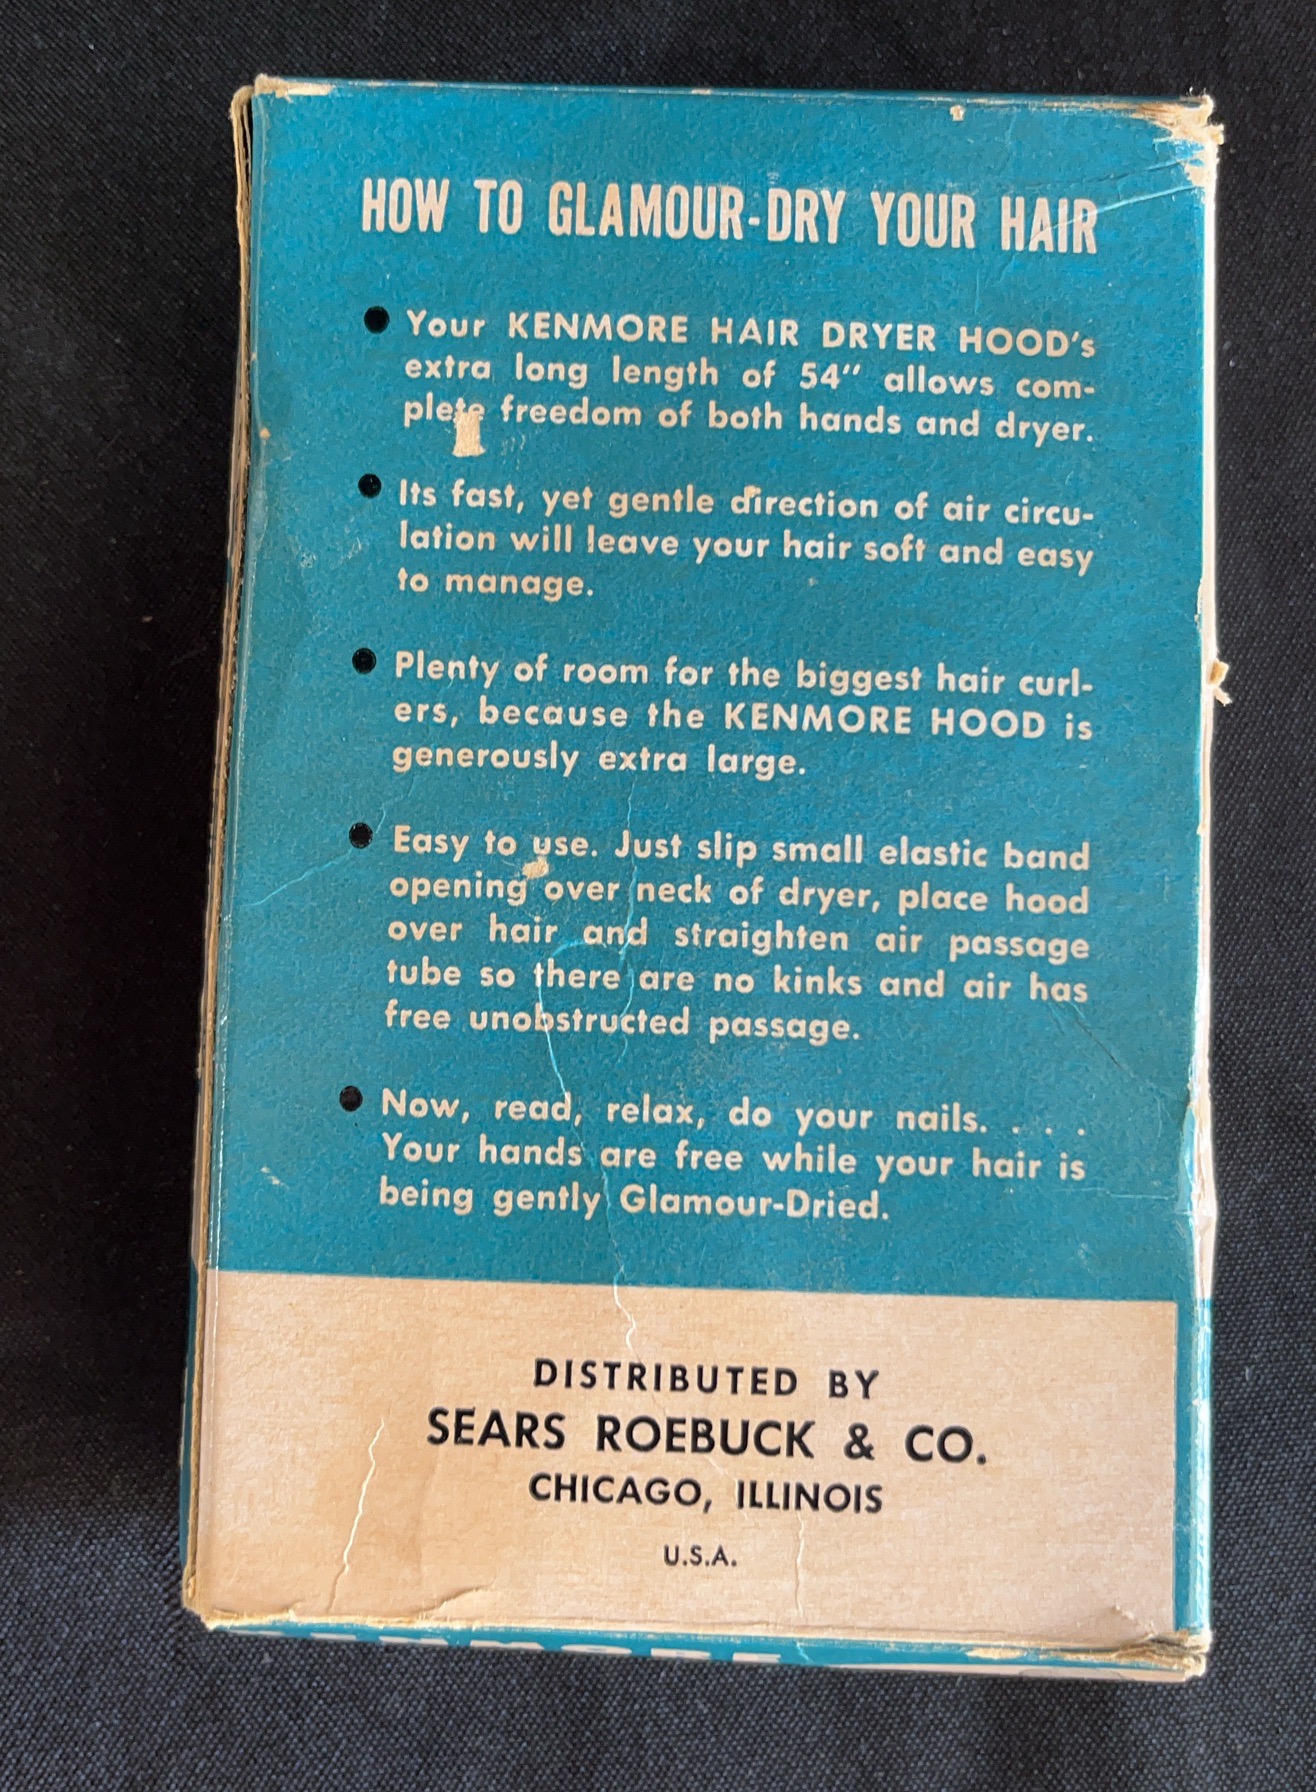 HOW TO GLAMOUR-DRY YOUR HAIR
● Your KENMORE HAIR DRYER HOOD's
extra long length of 54″ allows com-
plete freedom of both hands and dryer.
● Its fast, yet gentle direction of air circu-
lation will leave your hair soft and easy
to manage.
● Plenty of room for the biggest hair curl-
ers, because the KENMORE HOOD is
generously extra large.
● Easy to use. Just slip small elastic band
opening over neck of dryer, place hood
over hair and straighten air passage
tube so there are no kinks and air has
free unobstructed passage.
● Now, read, relax, do your nails. . . .
Your hands are free while your hair is
being gently Glamour-Dried.
DISTRIBUTED BY
SEARS ROEBUCK & CO.
CHICAGO, ILLINOIS
U.S.A.